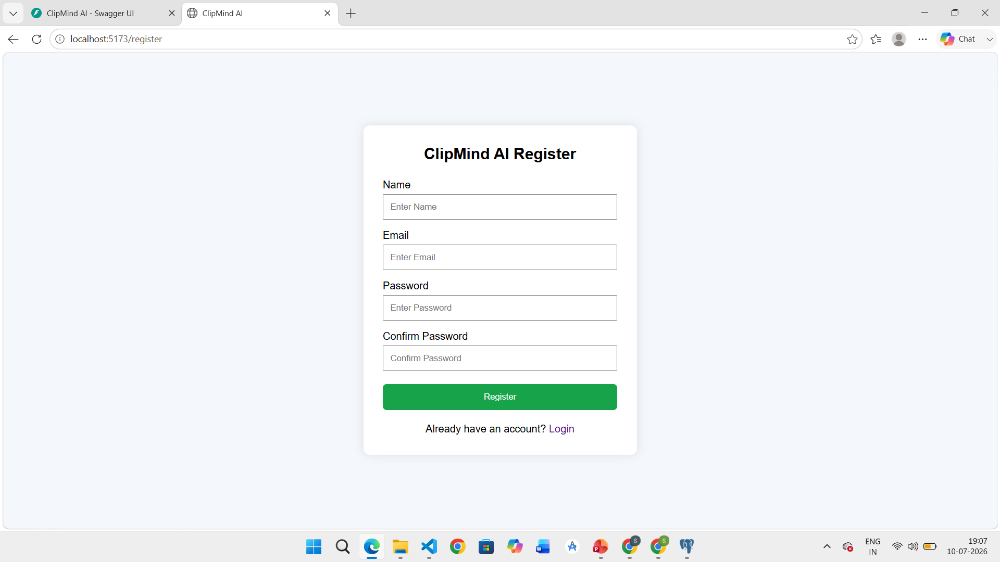 ClipMind AI - Swagger UI
ClipMind AI
localhost:5173/register
Chat
ClipMind AI Register
Name
Enter Name
Email
Enter Email
Password
Enter Password
Confirm Password
Confirm Password
Register
Already have an account? Login
S
S
W
P
ENG
IN
19:07
10-07-2026